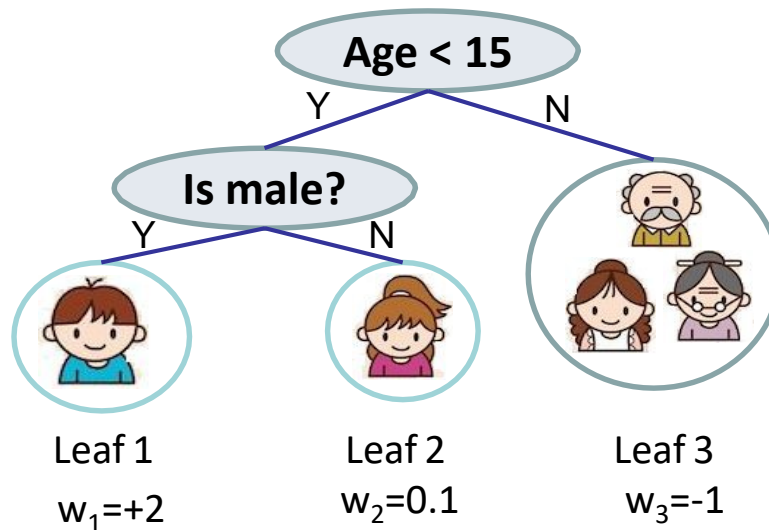 Age < 15
Y
N
Is male?
Y
N
Leaf 1
Leaf 2
Leaf 3
w₁=+2
w₂=0.1
w₃=-1